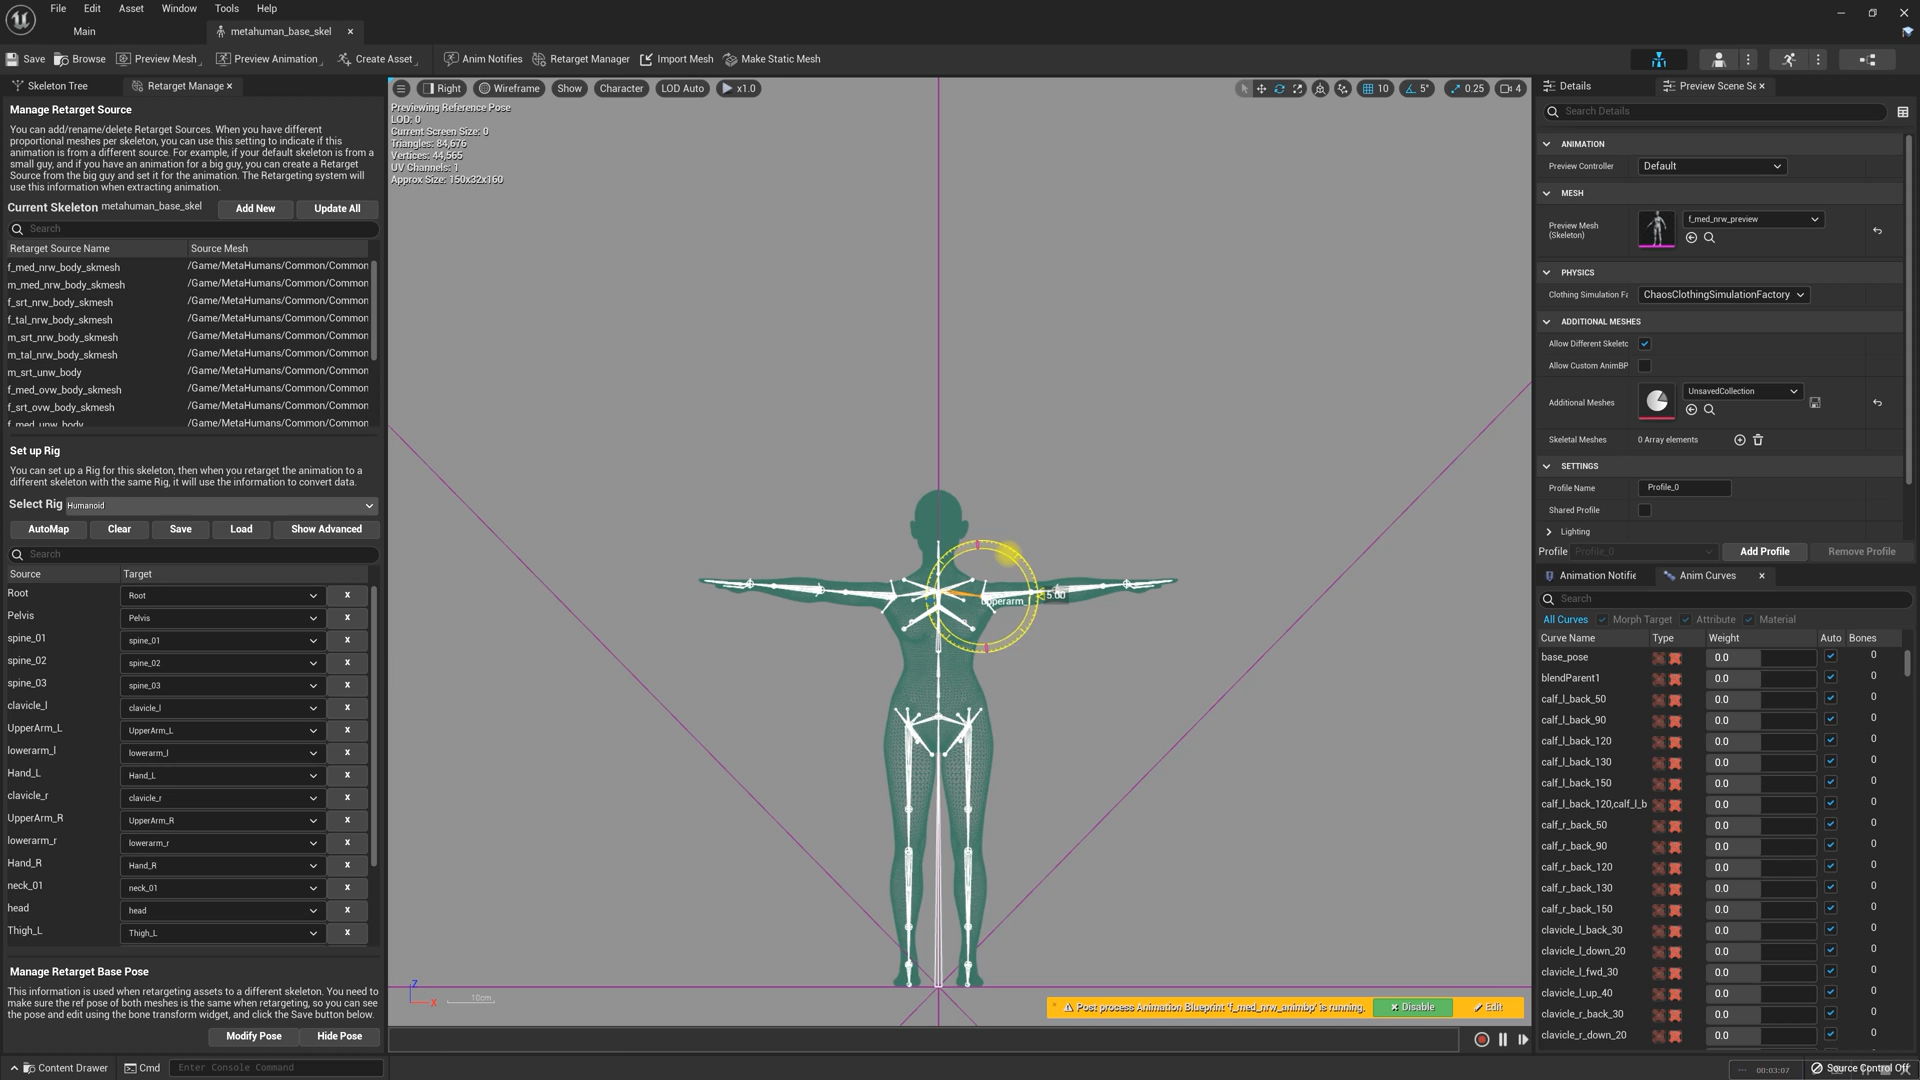 File Edit Asset Window Tools Help
Main metahuman_base_skel
Save Browse Preview Mesh Preview Animation Create Asset Anim Notifies Retarget Manager Import Mesh Make Static Mesh
Skeleton Tree Retarget Manage
Manage Retarget Source
You can add/rename/delete Retarget Sources. When you have different
proportional meshes per skeleton, you can use this setting to indicate if this
animation is from a different source. For example, if your default skeleton is from a
small guy, and if you have an animation for a big guy, you can create a Retarget
Source from the big guy and set it for the animation. The Retargeting system will
use this information when extracting animation.
Current Skeleton metahuman_base_skel Add New Update All
Search
Retarget Source Name Source Mesh
f_med_nrw_body_skmesh /Game/MetaHumans/Common/Common
m_med_nrw_body_skmesh /Game/MetaHumans/Common/Common
f_srt_nrw_body_skmesh /Game/MetaHumans/Common/Common
f_tal_nrw_body_skmesh /Game/MetaHumans/Common/Common
m_srt_nrw_body_skmesh /Game/MetaHumans/Common/Common
m_tal_nrw_body_skmesh /Game/MetaHumans/Common/Common
m_srt_unw_body /Game/MetaHumans/Common/Common
f_med_ovw_body_skmesh /Game/MetaHumans/Common/Common
f_srt_ovw_body_skmesh /Game/MetaHumans/Common/Common
f_med_unw_body /Game/MetaHumans/Common/Common
Set up Rig
You can set up a Rig for this skeleton, then when you retarget the animation to a
different skeleton with the same Rig, it will use the information to convert data.
Select Rig Humanoid
AutoMap Clear Save Load Show Advanced
Search
Source Target
Root Root x
Pelvis Pelvis x
spine_01 spine_01 x
spine_02 spine_02 x
spine_03 spine_03 x
clavicle_l clavicle_l x
UpperArm_L UpperArm_L x
lowerarm_l lowerarm_l x
Hand_L Hand_L x
clavicle_r clavicle_r x
UpperArm_R UpperArm_R x
lowerarm_r lowerarm_r x
Hand_R Hand_R x
neck_01 neck_01 x
head head x
Thigh_L Thigh_L x
Manage Retarget Base Pose
This information is used when retargeting assets to a different skeleton. You need to
make sure the ref pose of both meshes is the same when retargeting, so you can see
the pose and edit using the bone transform widget, and click the Save button below.
Modify Pose Hide Pose
Content Drawer Cmd Enter Console Command
Right Wireframe Show Character LOD Auto x1.0 10 5° 0.25 4
Previewing Reference Pose
LOD: 0
Current Screen Size: 0
Triangles: 84,676
Vertices: 44,565
UV Channels: 1
Approx Size: 150x32x160
upperarm_l 5.00
Z
X
10cm
Post process Animation Blueprint 'f_med_nrw_animbp' is running. Disable Edit
Details Preview Scene Se
Search Details
ANIMATION
Preview Controller Default
MESH
Preview Mesh
(Skeleton)
f_med_nrw_preview
PHYSICS
Clothing Simulation Fa ChaosClothingSimulationFactory
ADDITIONAL MESHES
Allow Different Skeletc
Allow Custom AnimBP
Additional Meshes UnsavedCollection
Skeletal Meshes 0 Array elements
SETTINGS
Profile Name Profile_0
Shared Profile
Lighting
Profile Profile_0 Add Profile Remove Profile
Animation Notifie Anim Curves
Search
All Curves Morph Target Attribute Material
Curve Name Type Weight Auto Bones
base_pose 0.0 0
blendParent1 0.0 0
calf_l_back_50 0.0 0
calf_l_back_90 0.0 0
calf_l_back_120 0.0 0
calf_l_back_130 0.0 0
calf_l_back_150 0.0 0
calf_l_back_120,calf_l_b 0.0 0
calf_r_back_50 0.0 0
calf_r_back_90 0.0 0
calf_r_back_120 0.0 0
calf_r_back_130 0.0 0
calf_r_back_150 0.0 0
clavicle_l_back_30 0.0 0
clavicle_l_down_20 0.0 0
clavicle_l_fwd_30 0.0 0
clavicle_l_up_40 0.0 0
clavicle_r_back_30 0.0 0
clavicle_r_down_20 0.0 0
00:03:07 Source Control Off